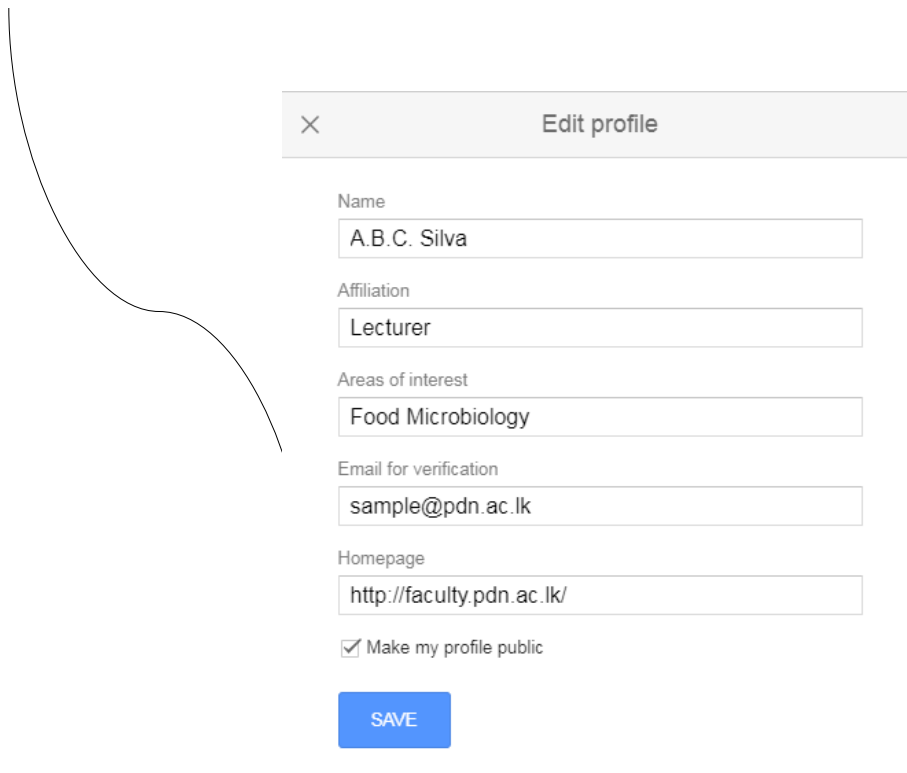 Edit profile
Name
A.B.C. Silva
Affiliation
Lecturer
Areas of interest
Food Microbiology
Email for verification
sample@pdn.ac.lk
Homepage
http://faculty.pdn.ac.lk/
Make my profile public
SAVE